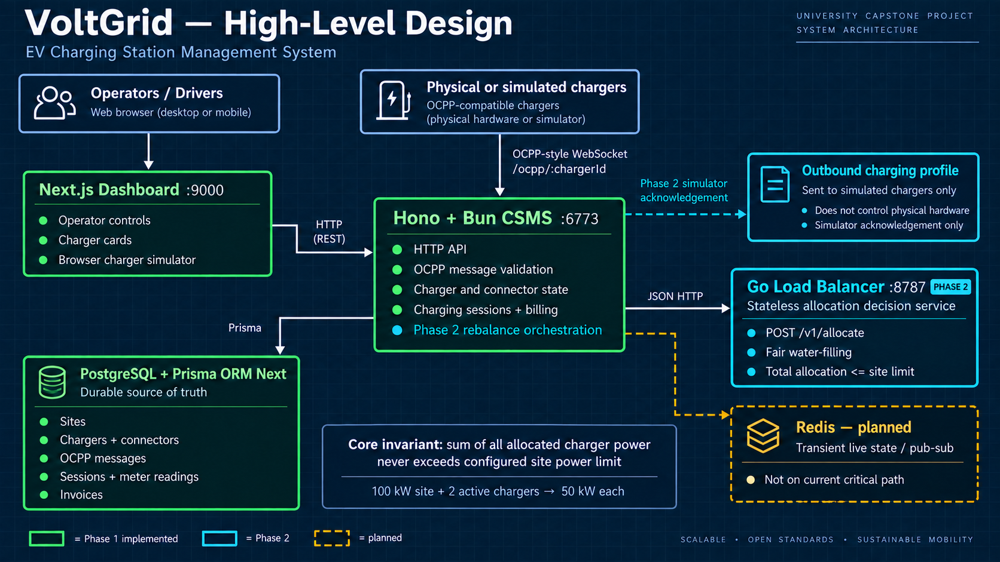 VoltGrid — High-Level Design
EV Charging Station Management System
UNIVERSITY CAPSTONE PROJECT
SYSTEM ARCHITECTURE
Operators / Drivers
Web browser (desktop or mobile)
Physical or simulated chargers
OCPP-compatible chargers
(physical hardware or simulator)
OCPP-style WebSocket
/ocpp/:chargerId
Next.js Dashboard :9000
Operator controls
Charger cards
Browser charger simulator
HTTP
(REST)
Hono + Bun CSMS :6773
HTTP API
OCPP message validation
Charger and connector state
Charging sessions + billing
Phase 2 rebalance orchestration
Phase 2 simulator
acknowledgement
Outbound charging profile
Sent to simulated chargers only
Does not control physical hardware
Simulator acknowledgement only
JSON HTTP
Go Load Balancer :8787 PHASE 2
Stateless allocation decision service
POST /v1/allocate
Fair water-filling
Total allocation <= site limit
Prisma
PostgreSQL + Prisma ORM Next
Durable source of truth
Sites
Chargers + connectors
OCPP messages
Sessions + meter readings
Invoices
Core invariant: sum of all allocated charger power
never exceeds configured site power limit
100 kW site + 2 active chargers → 50 kW each
Redis — planned
Transient live state / pub-sub
Not on current critical path
= Phase 1 implemented
= Phase 2
= planned
SCALABLE • OPEN STANDARDS • SUSTAINABLE MOBILITY